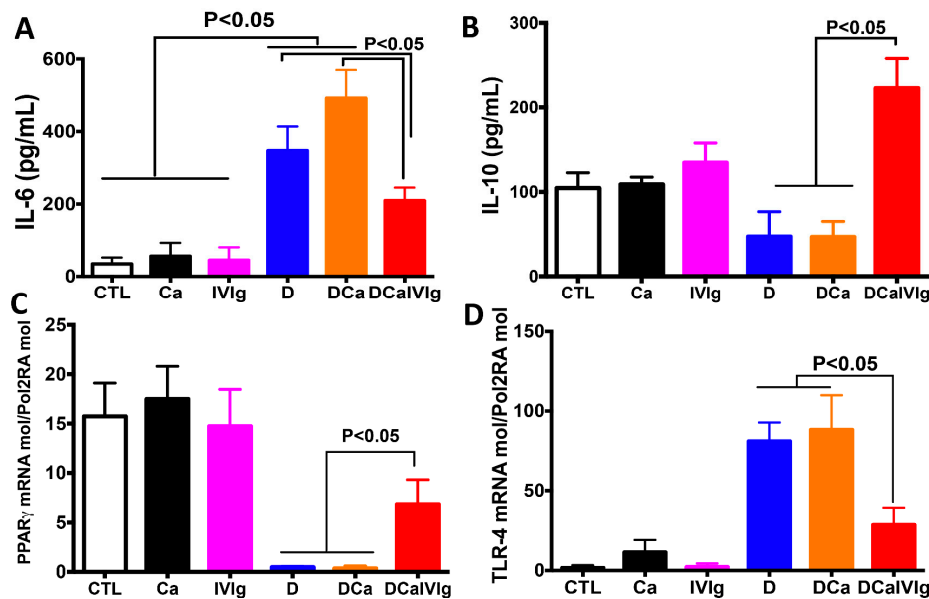 A
P<0.05
P<0.05
IL-6 (pg/mL)
600
400
200
0
CTL Ca IVIg D DCa DCaIVIg
B
P<0.05
IL-10 (pg/mL)
300
200
100
0
CTL Ca IVIg D DCa DCaIVIg
C
P<0.05
PPARγ mRNA mol/Pol2RA mol
25
20
15
10
5
0
CTL Ca IVIg D DCa DCaIVIg
D
P<0.05
TLR-4 mRNA mol/Pol2RA mol
150
100
50
0
CTL Ca IVIg D DCa DCaIVIg